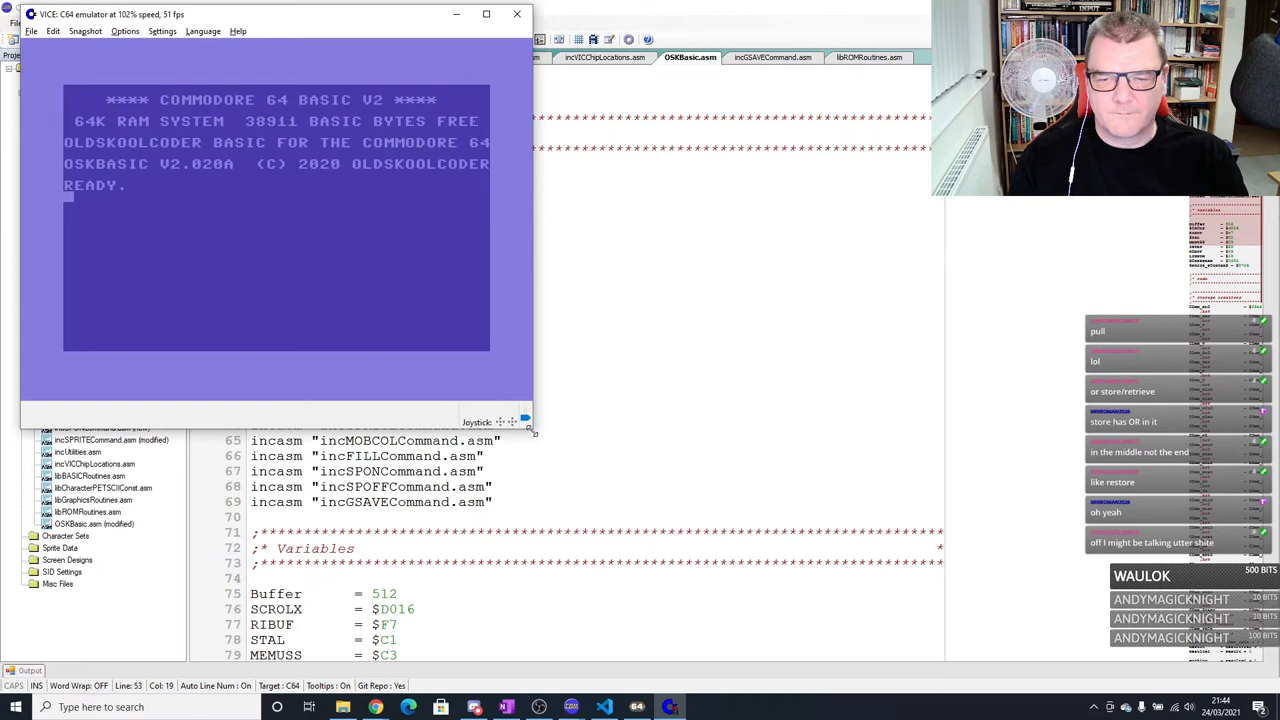 VICE: C64 emulator at 102% speed, 51 fps
File Edit Snapshot Options Settings Language Help
**** COMMODORE 64 BASIC V2 ****
64K RAM SYSTEM 38911 BASIC BYTES FREE
OLDSKOOLCODER BASIC FOR THE COMMODORE 64
OSKBASIC V2.020A (C) 2020 OLDSKOOLCODER
READY.
Joystick:
incVICChipLocations.asm OSKBasic.asm incGSAVECommand.asm libROMRoutines.asm
INPUT
incSPRITECommand.asm (modified)
incUtilities.asm
incVICChipLocations.asm
libBASICRoutines.asm
libCharacterPETSCIIConst.asm
libGraphicsRoutines.asm
libROMRoutines.asm
OSKBasic.asm (modified)
Character Sets
Sprite Data
Screen Designs
SID Settings
Misc Files
65 incasm "incMOBCOLCommand.asm"
66 incasm "incFILLCommand.asm"
67 incasm "incSPONCommand.asm"
68 incasm "incSPOFFCommand.asm"
69 incasm "incGSAVECommand.asm"
70
71 ;*******************************************************************************
72 ;* Variables *
73 ;*******************************************************************************
74
75 Buffer = 512
76 SCROLX = $D016
77 RIBUF = $F7
78 STAL = $C1
79 MEMUSS = $C3
pull
lol
or store/retrieve
store has OR in it
in the middle not the end
like restore
oh yeah
off I might be talking utter shite
WAULOK 500 BITS
ANDYMAGICKNIGHT 10 BITS
ANDYMAGICKNIGHT 10 BITS
ANDYMAGICKNIGHT 100 BITS
Output
CAPS INS Word Wrap: OFF Line: 53 Col: 19 Auto Line Num : On Target : C64 Tooltips : On Git Repo : Yes
Type here to search
21:44
24/03/2021